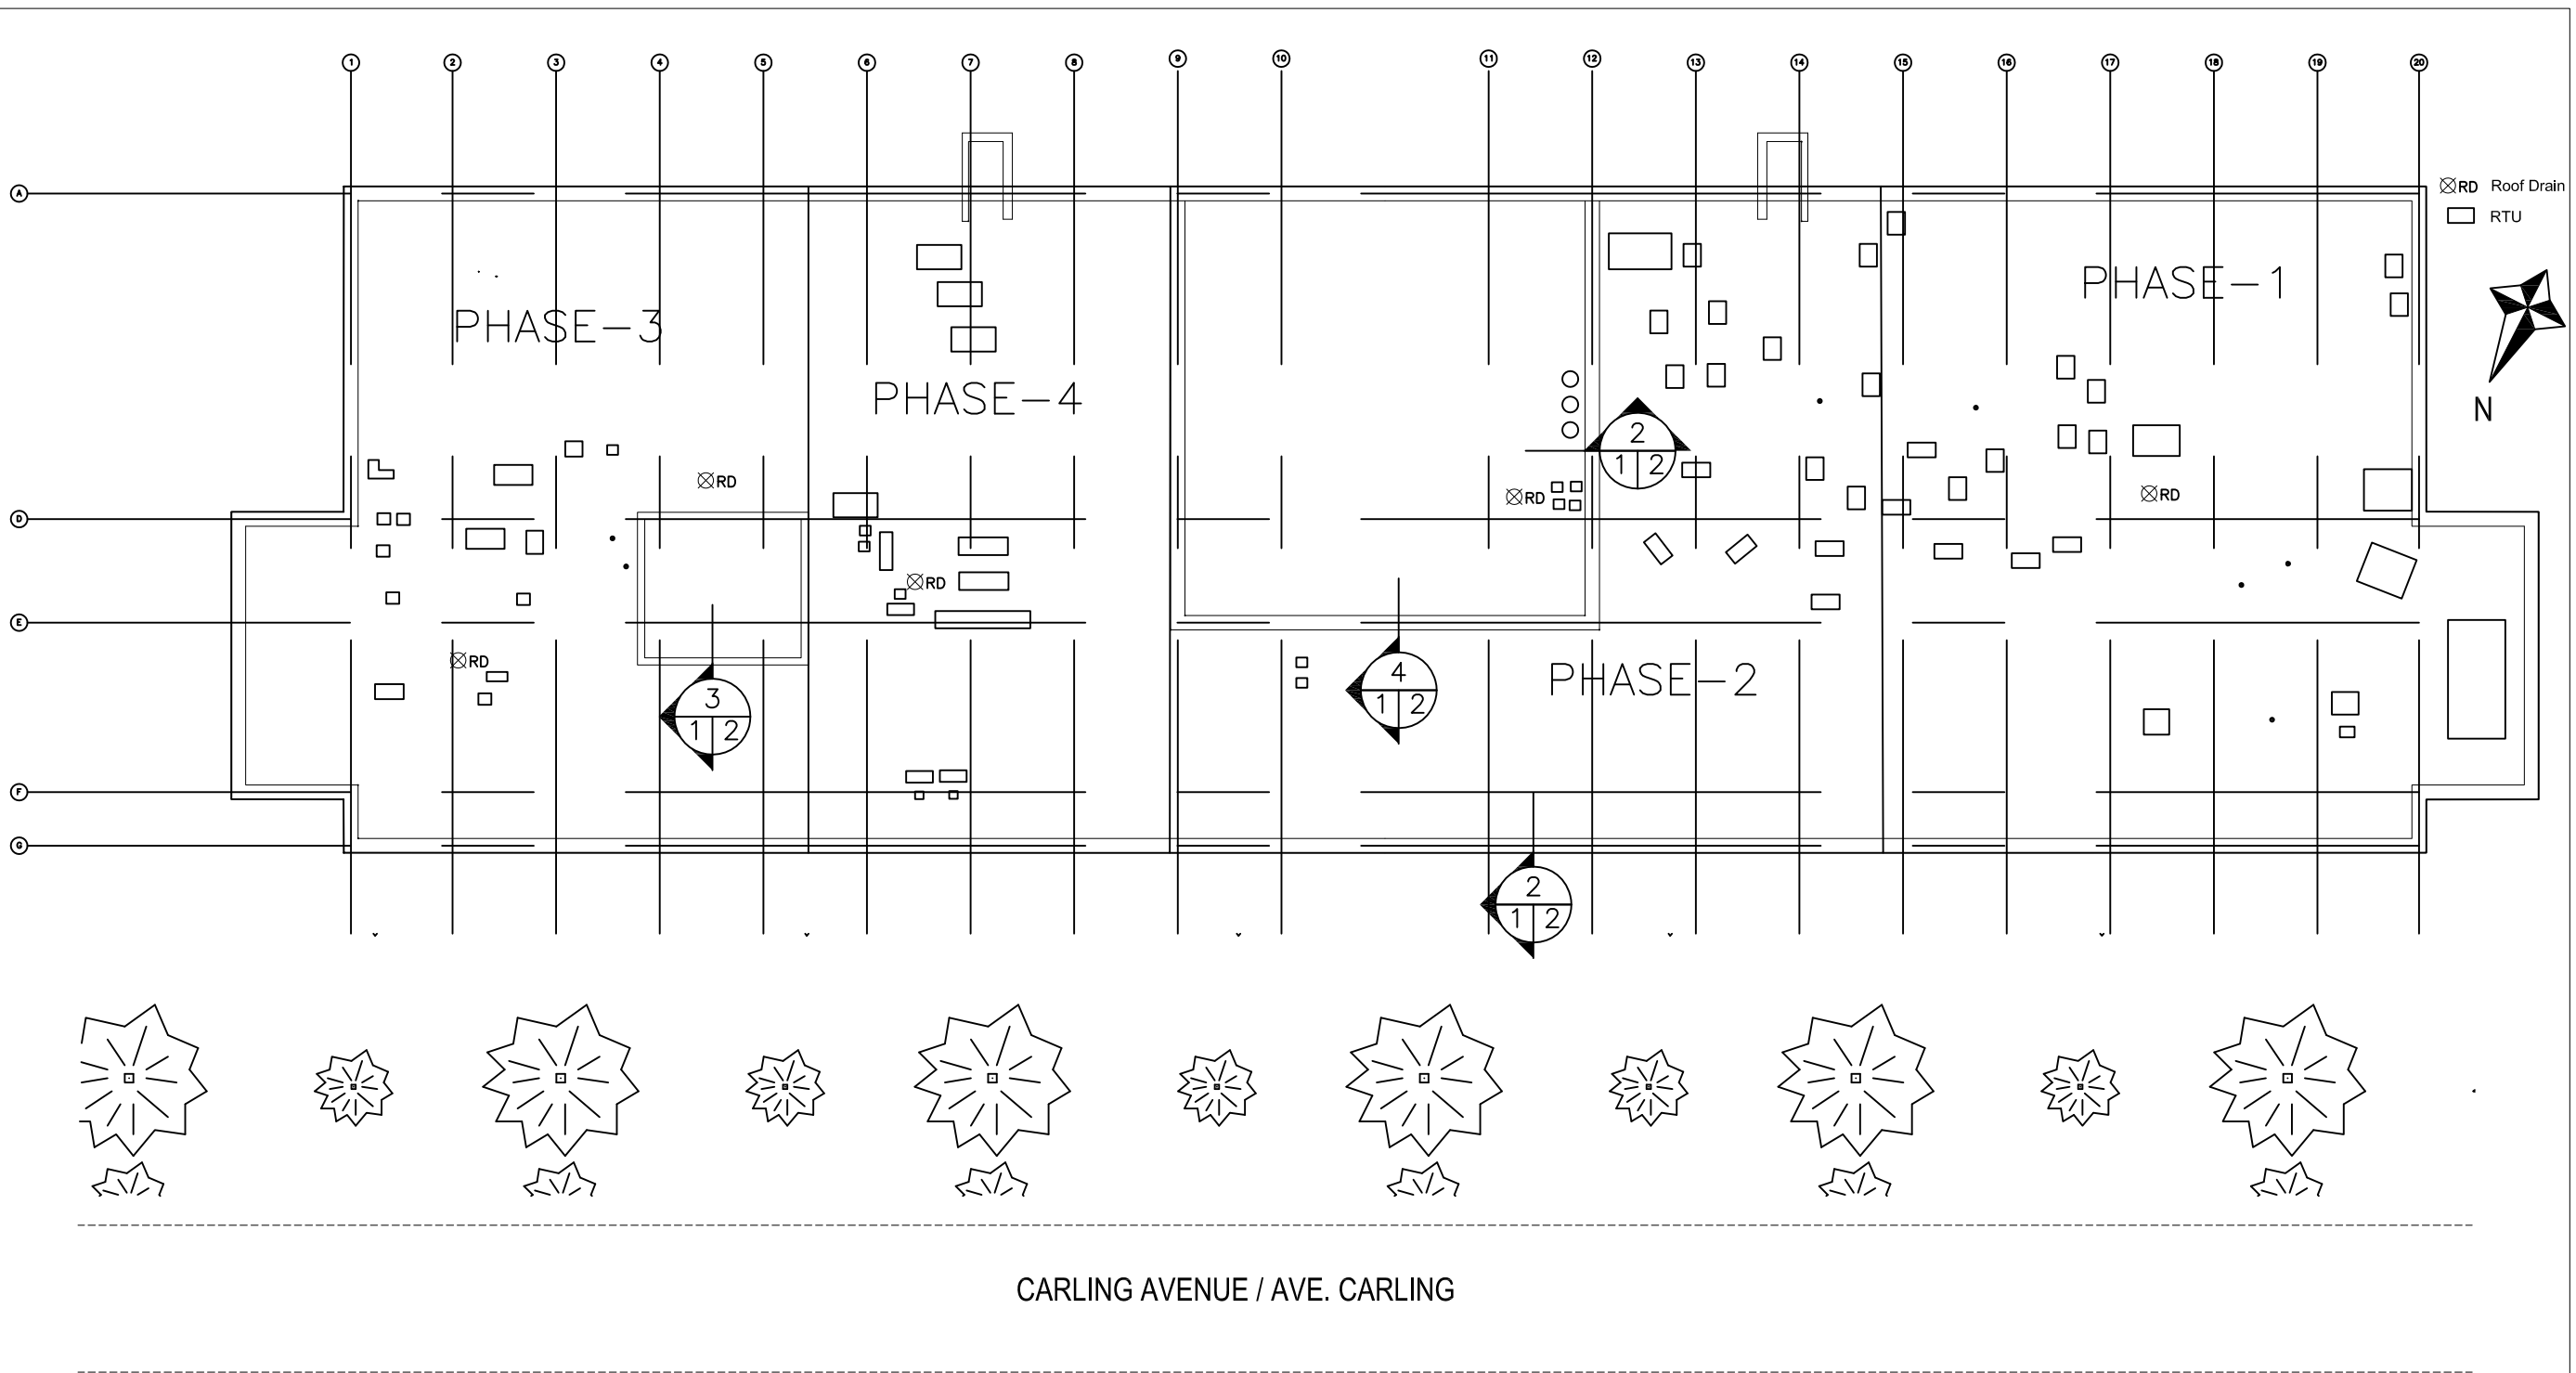 1 2 3 4 5 6 7 8 9 10 11 12 13 14 15 16 17 18 19 20
A
RD Roof Drain
RTU
PHASE-1
PHASE-3
PHASE-4
N
2
1 2
RD
RD
RD
D
RD
E
RD
PHASE-2
4
1 2
3
1 2
F
G
2
1 2
CARLING AVENUE / AVE. CARLING